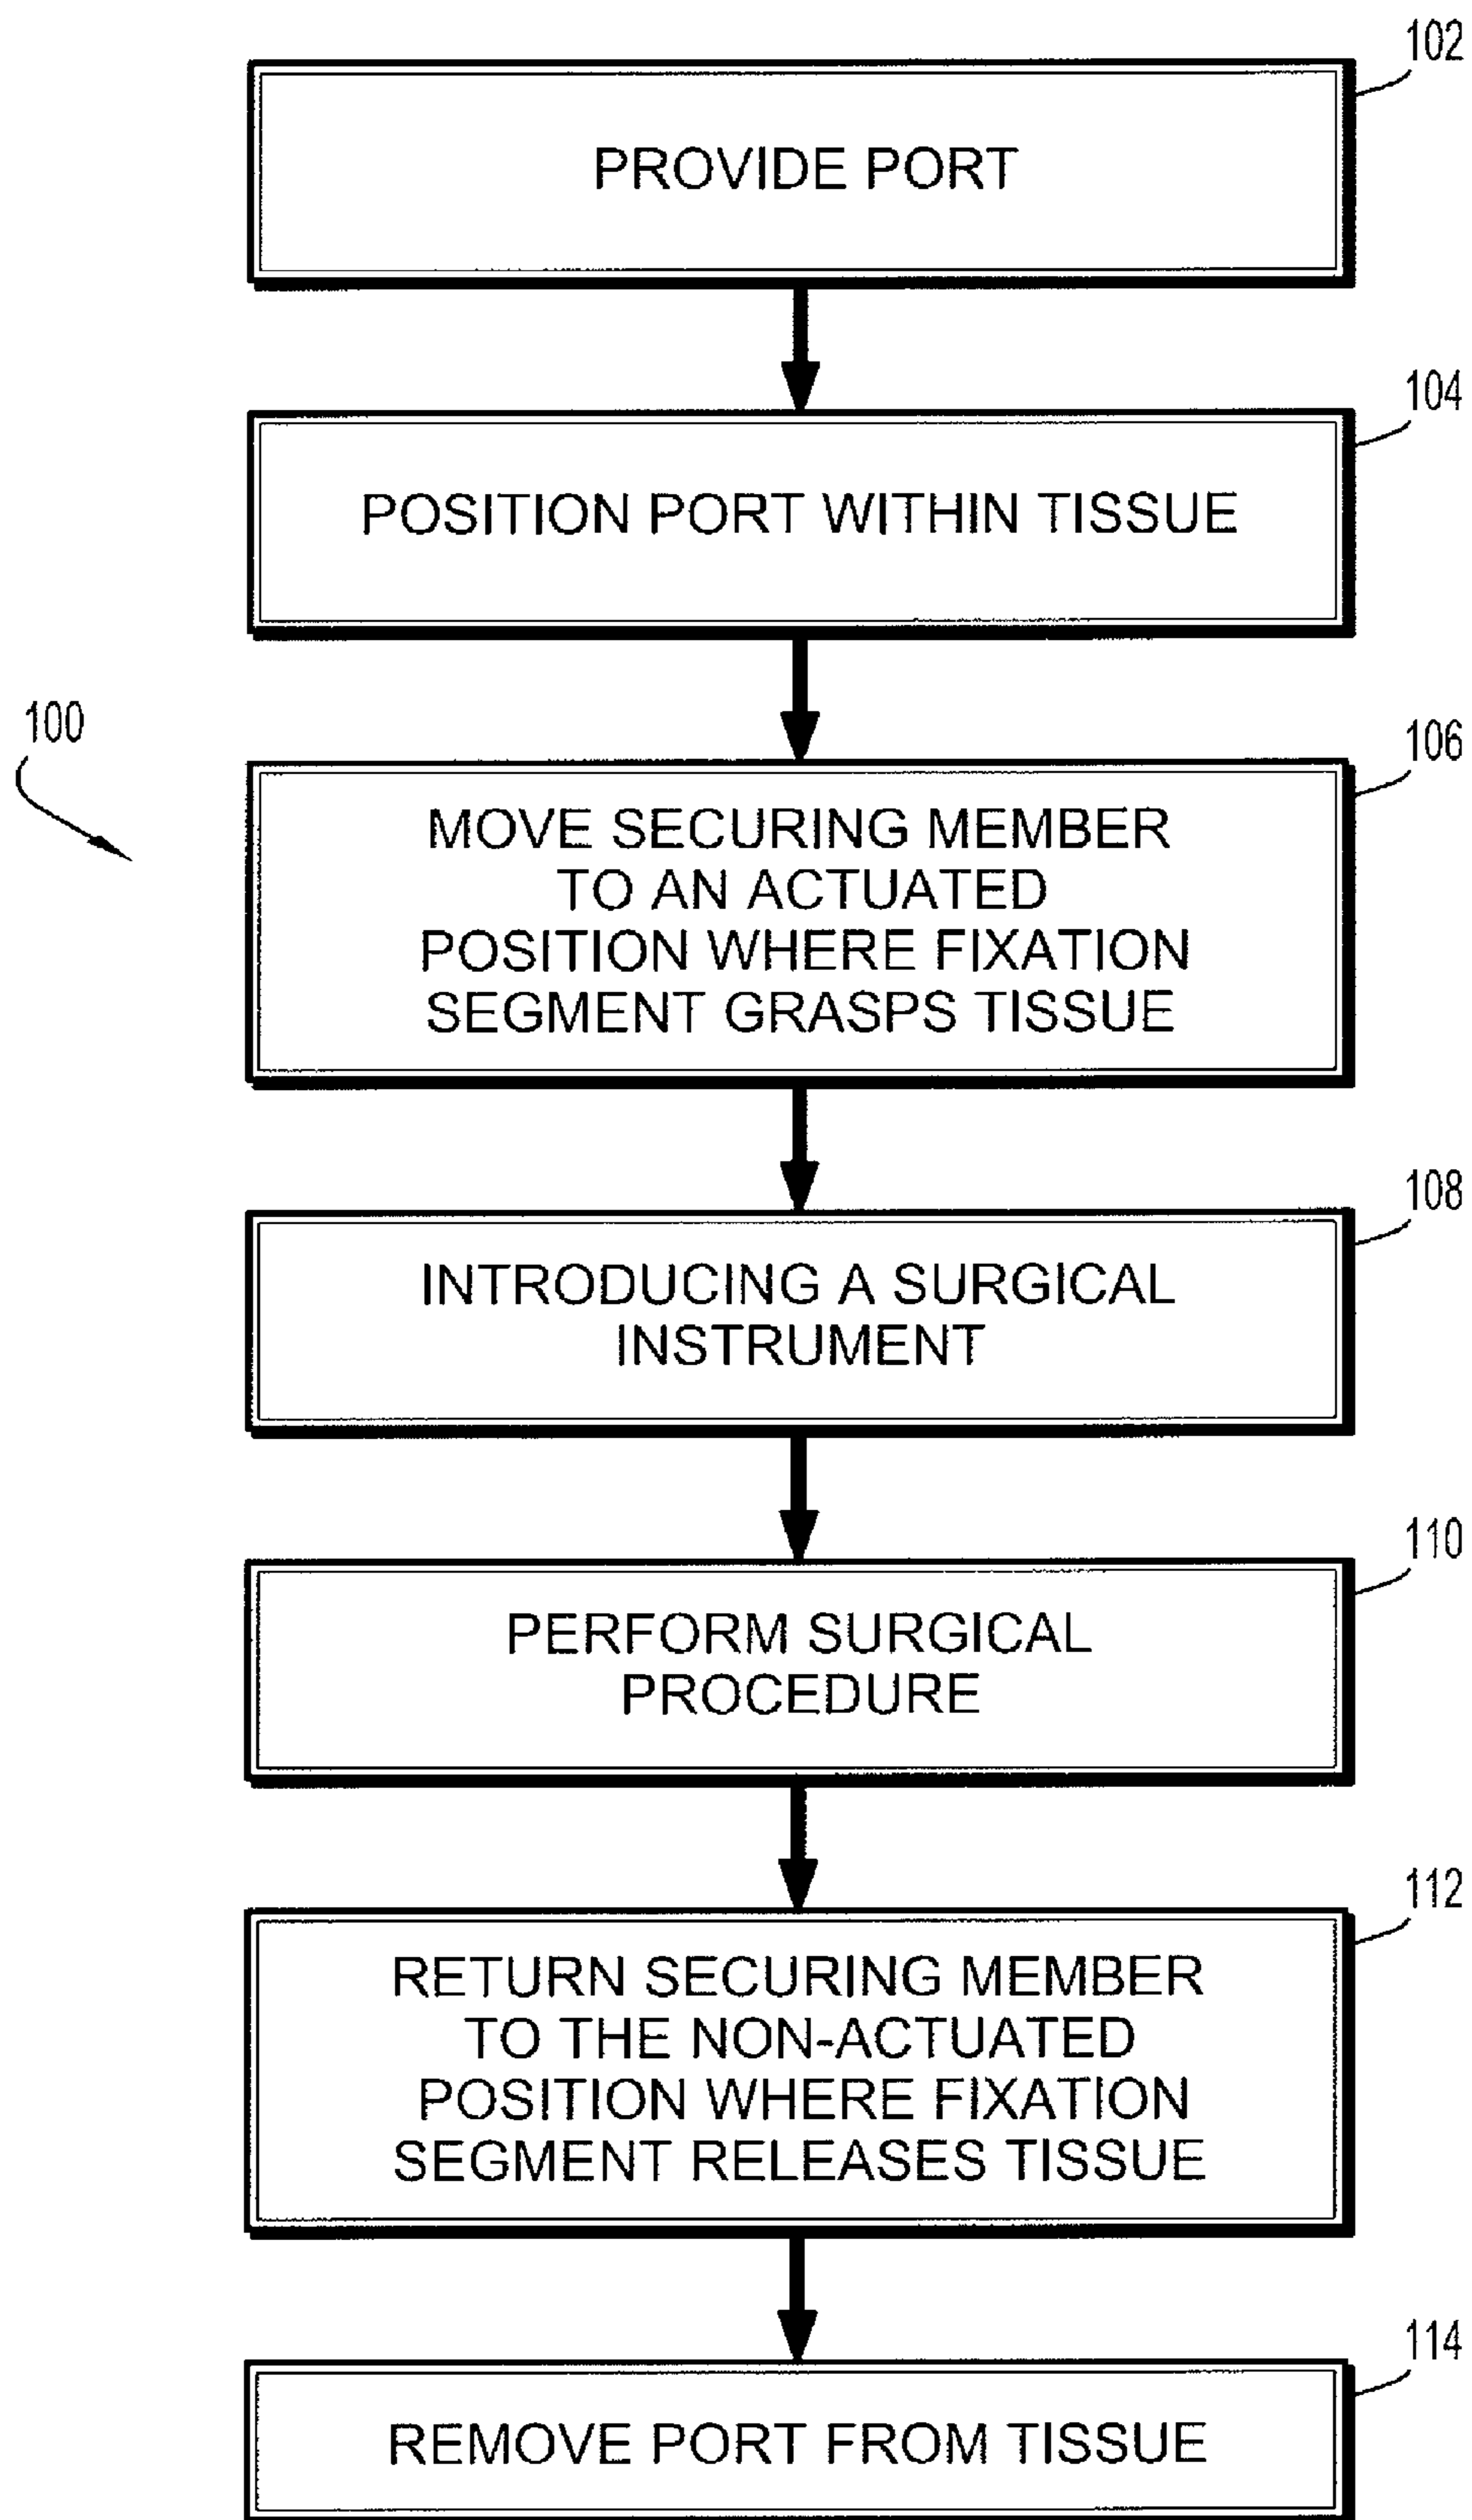 102
PROVIDE PORT
104
POSITION PORT WITHIN TISSUE
100
106
MOVE SECURING MEMBER
TO AN ACTUATED
POSITION WHERE FIXATION
SEGMENT GRASPS TISSUE
108
INTRODUCING A SURGICAL
INSTRUMENT
110
PERFORM SURGICAL
PROCEDURE
112
RETURN SECURING MEMBER
TO THE NON-ACTUATED
POSITION WHERE FIXATION
SEGMENT RELEASES TISSUE
114
REMOVE PORT FROM TISSUE